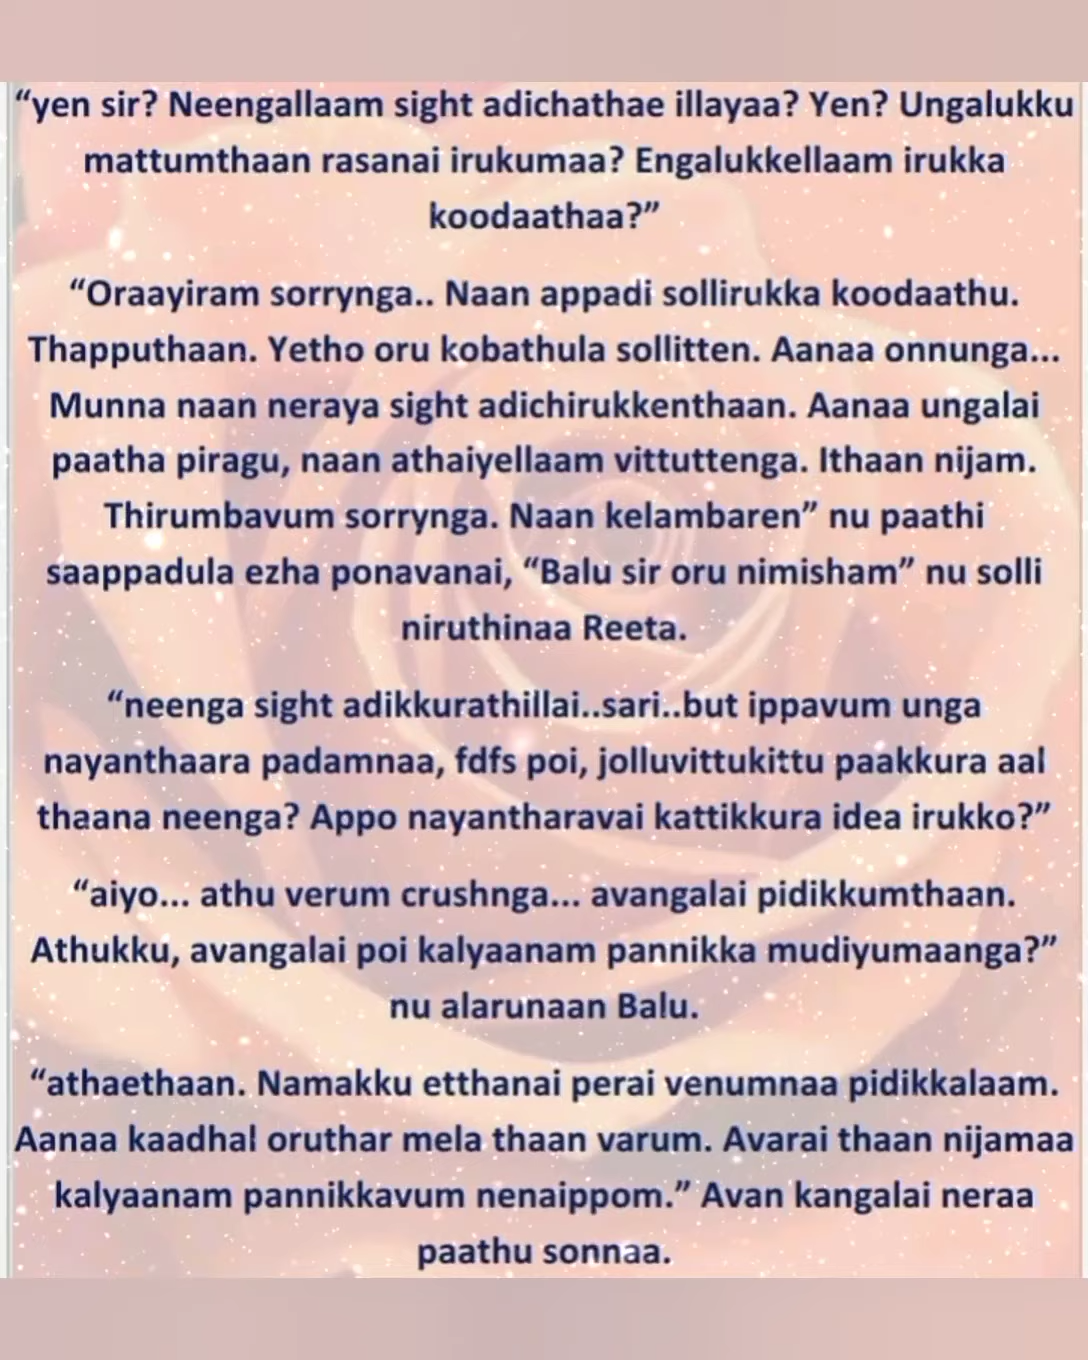 “yen sir? Neengallaam sight adichathae illayaa? Yen? Ungalukku
mattumthaan rasanai irukumaa? Engalukkellaam irukka
koodaathaa?”
“Oraayiram sorrynga.. Naan appadi sollirukka koodaathu.
Thapputhaan. Yetho oru kobathula sollitten. Aanaa onnunga...
Munna naan neraya sight adichirukkenthaan. Aanaa ungalai
paatha piragu, naan athaiyellaam vittuttenga. Ithaan nijam.
Thirumbavum sorrynga. Naan kelambaren” nu paathi
saappadula ezha ponavanai, “Balu sir oru nimisham” nu solli
niruthinaa Reeta.
“neenga sight adikkurathillai..sari..but ippavum unga
nayanthaara padamnaa, fdfs poi, jolluvittukittu paakkura aal
thaana neenga? Appo nayantharavai kattikkura idea irukko?”
“aiyo... athu verum crushnga... avangalai pidikkumthaan.
Athukku, avangalai poi kalyaanam pannikka mudiyumaanga?”
nu alarunaan Balu.
“athaethaan. Namakku etthanai perai venumnaa pidikkalaam.
Aanaa kaadhal oruthar mela thaan varum. Avarai thaan nijamaa
kalyaanam pannikkavum nenaippom.” Avan kangalai neraa
paathu sonnaa.